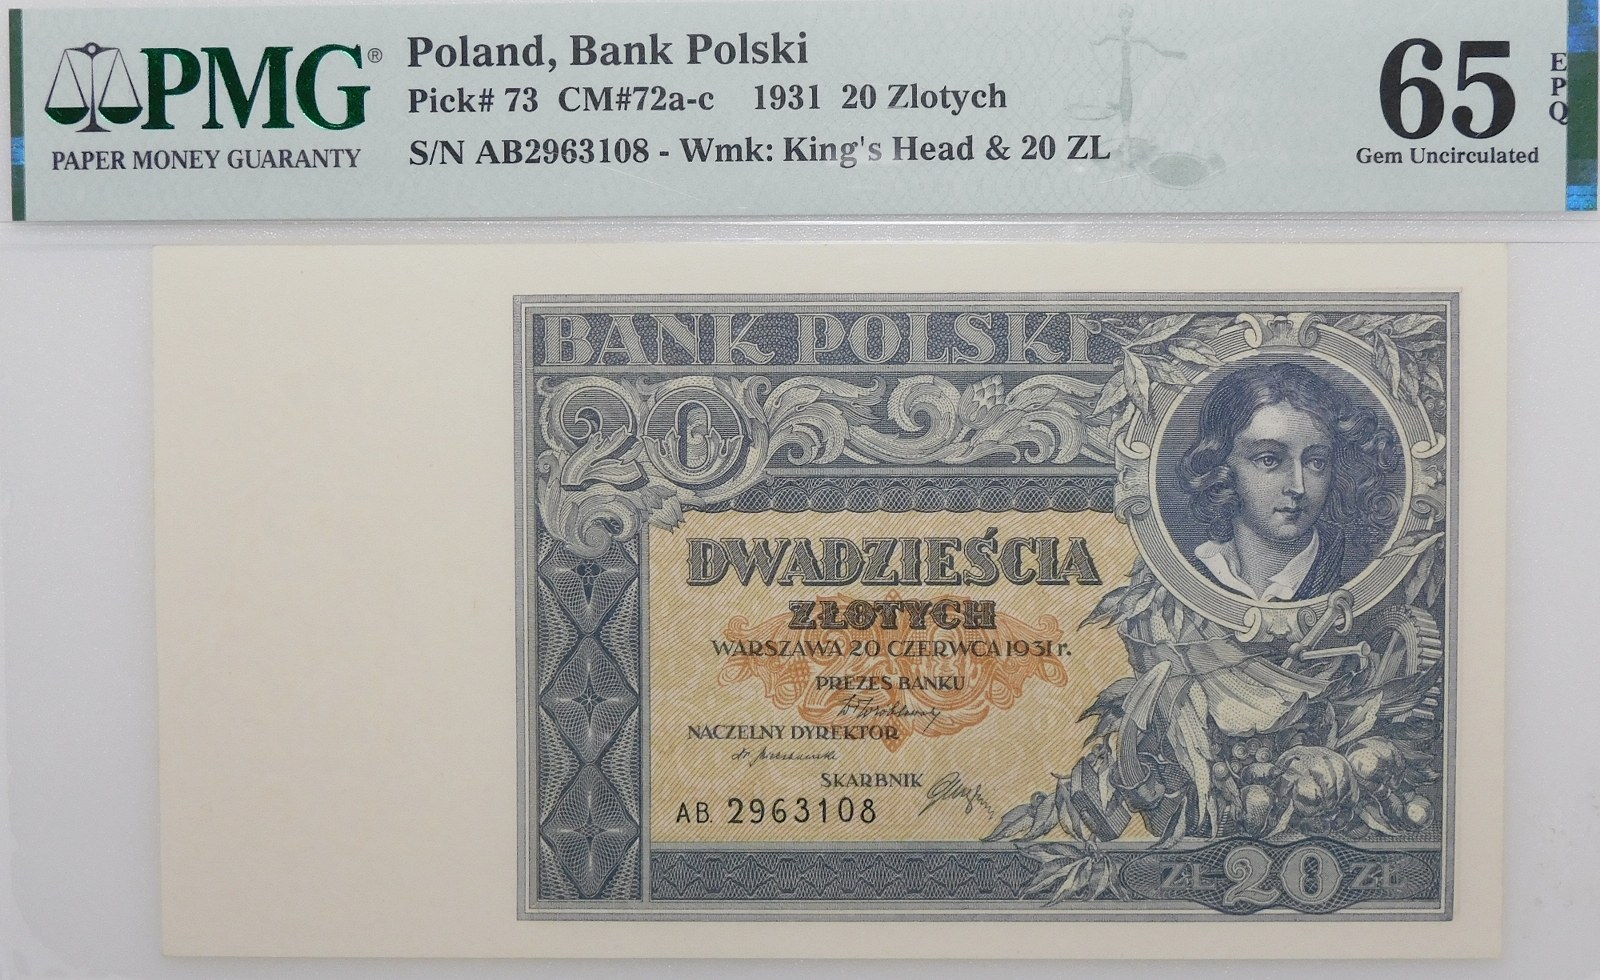 PMG®
PAPER MONEY GUARANTY
Poland, Bank Polski
Pick# 73 CM#72a-c 1931 20 Zlotych
S/N AB2963108 - Wmk: King's Head & 20 ZL
65
EPQ
Gem Uncirculated
BANK POLSKI
20
DWADZIEŚCIA
ZŁOTYCH
20
WARSZAWA 20 CZERWCA 1931 r.
PREZES BANKU
NACZELNY DYREKTOR
SKARBNIK
AB. 2963108
ZŁ 20 ZŁ